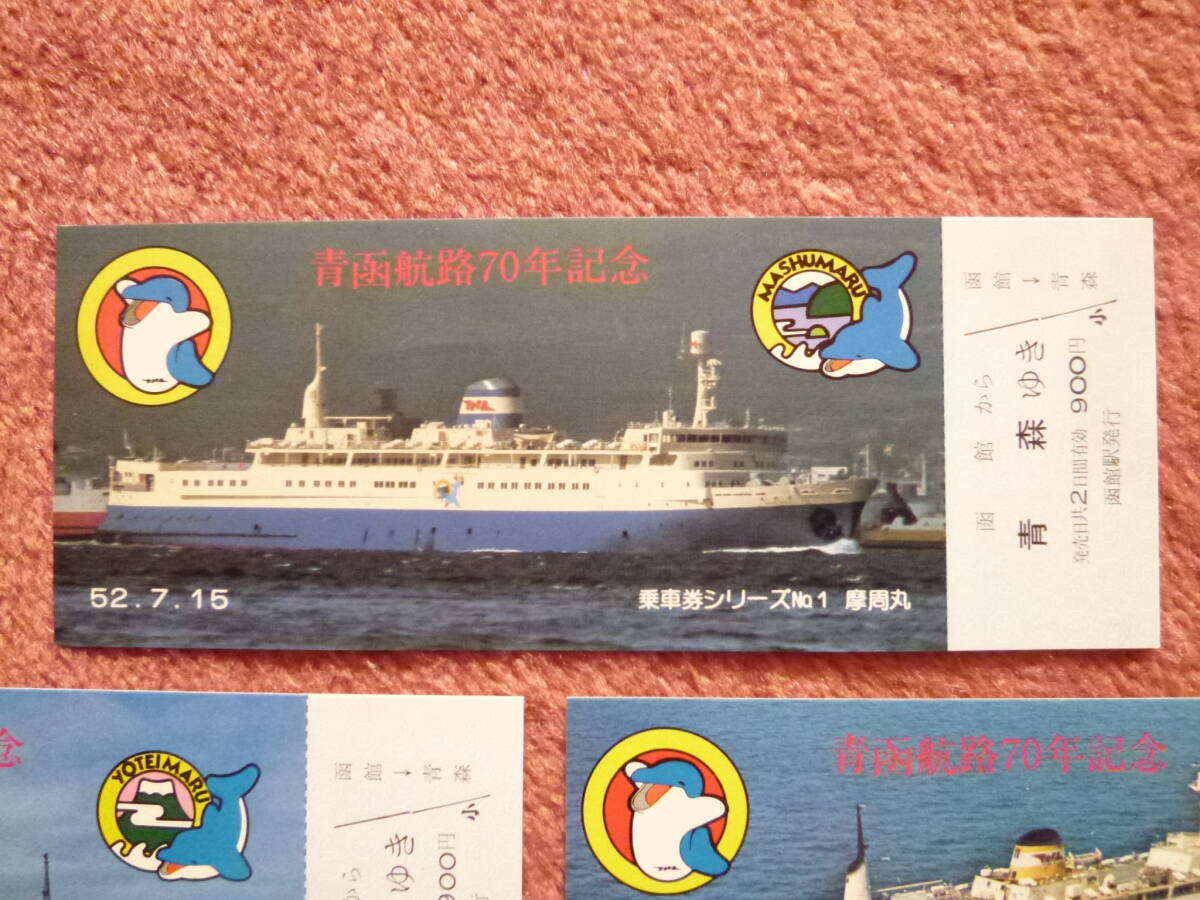 青函航路70年記念
MASHUMARU
JNR
52.7.15
乗車券シリーズNo.1 摩周丸
函館→青森
小
函館から
青森ゆき
発売日共2日間有効 900円
函館駅発行
念
YOTEIMARU
函館→青森
小
から
ゆき
900円
行
青函航路70年記念